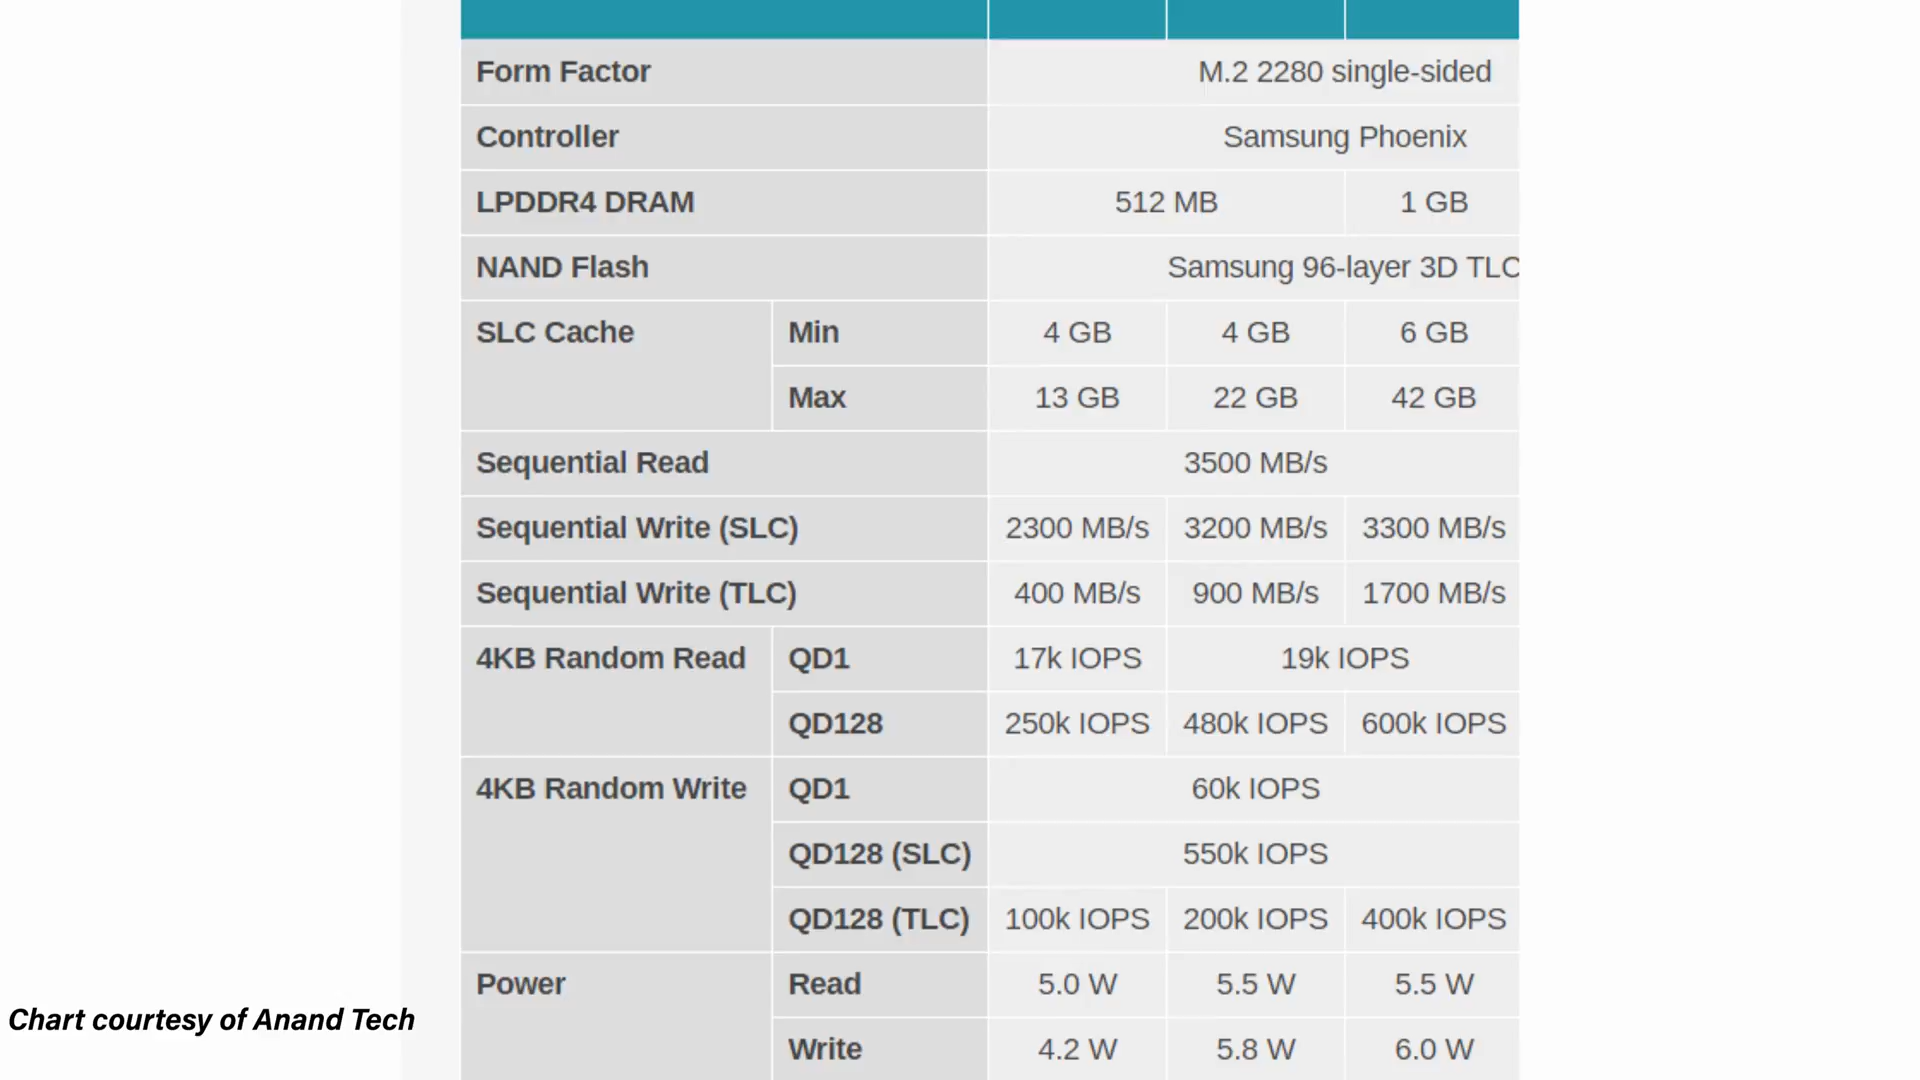 Form Factor M.2 2280 single-sided
Controller Samsung Phoenix
LPDDR4 DRAM 512 MB 1 GB
NAND Flash Samsung 96-layer 3D TLC
SLC Cache Min 4 GB 4 GB 6 GB
Max 13 GB 22 GB 42 GB
Sequential Read 3500 MB/s
Sequential Write (SLC) 2300 MB/s 3200 MB/s 3300 MB/s
Sequential Write (TLC) 400 MB/s 900 MB/s 1700 MB/s
4KB Random Read QD1 17k IOPS 19k IOPS
QD128 250k IOPS 480k IOPS 600k IOPS
4KB Random Write QD1 60k IOPS
QD128 (SLC) 550k IOPS
QD128 (TLC) 100k IOPS 200k IOPS 400k IOPS
Power Read 5.0 W 5.5 W 5.5 W
Write 4.2 W 5.8 W 6.0 W
Chart courtesy of Anand Tech